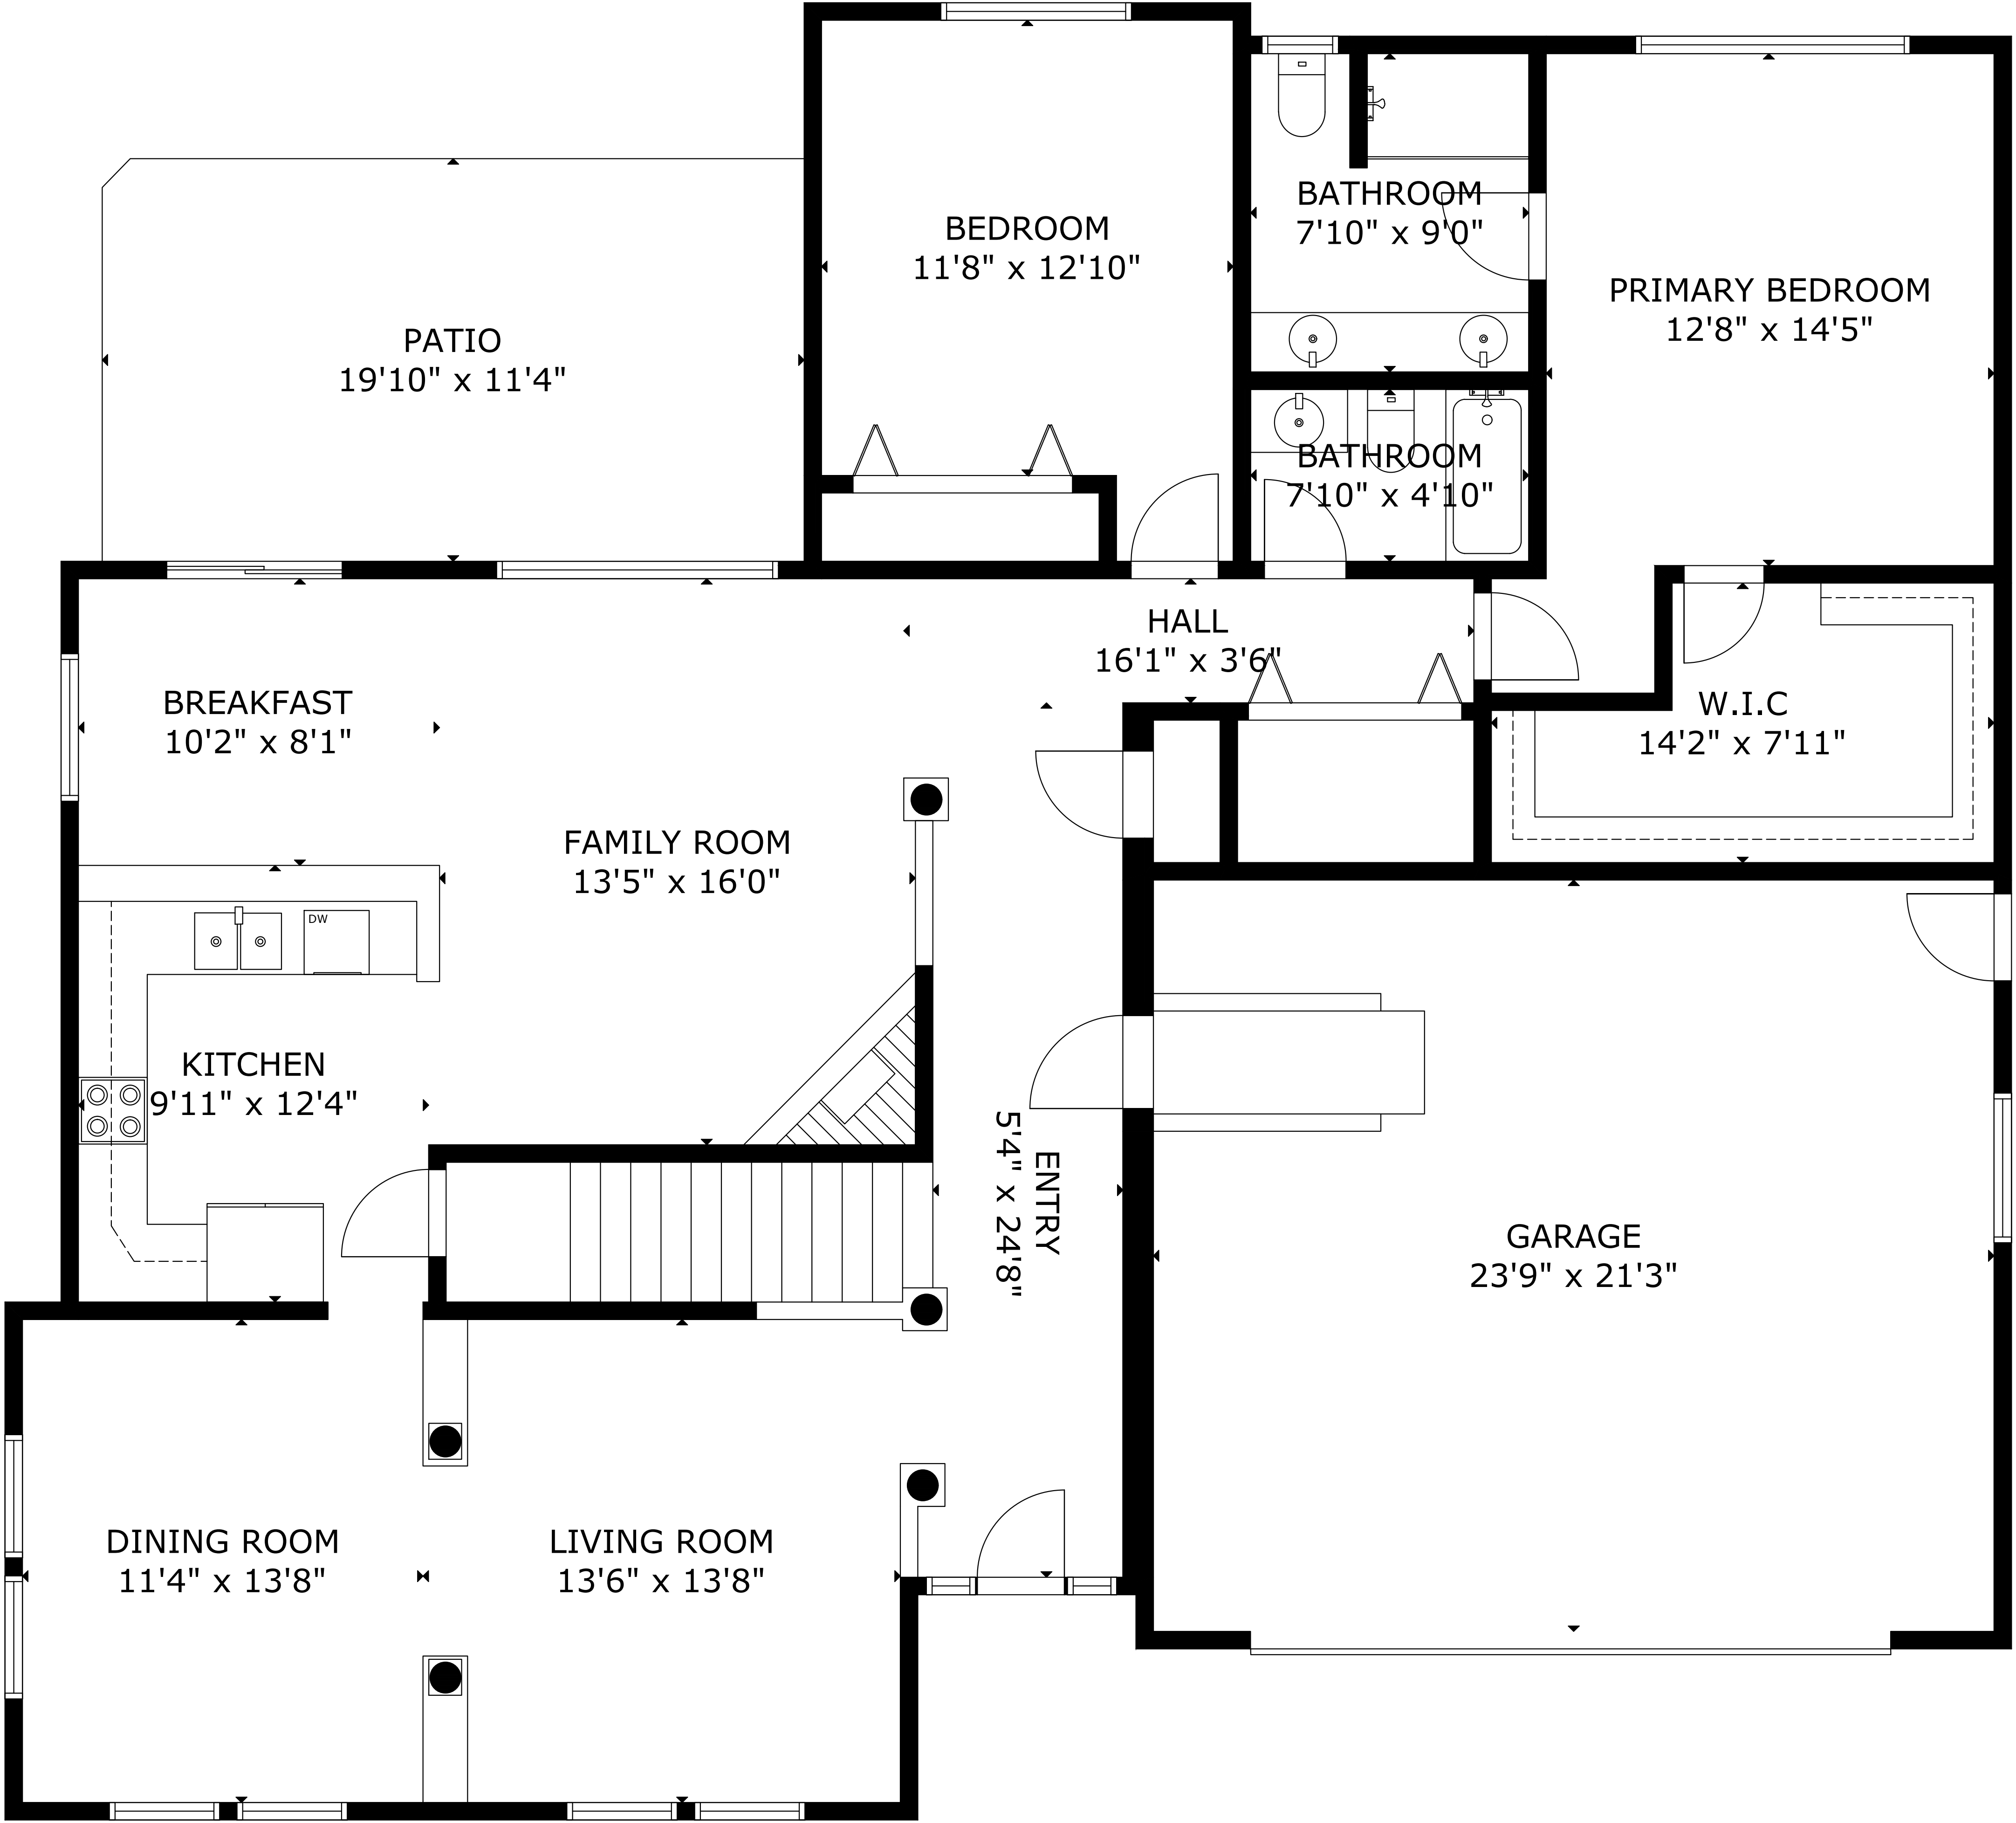 BEDROOM
11'8" x 12'10"
BATHROOM
7'10" x 9'0"
PRIMARY BEDROOM
12'8" x 14'5"
PATIO
19'10" x 11'4"
BATHROOM
7'10" x 4'10"
HALL
16'1" x 3'6"
BREAKFAST
10'2" x 8'1"
W.I.C
14'2" x 7'11"
FAMILY ROOM
13'5" x 16'0"
DW
KITCHEN
9'11" x 12'4"
ENTRY
5'4" x 24'8"
GARAGE
23'9" x 21'3"
DINING ROOM
11'4" x 13'8"
LIVING ROOM
13'6" x 13'8"